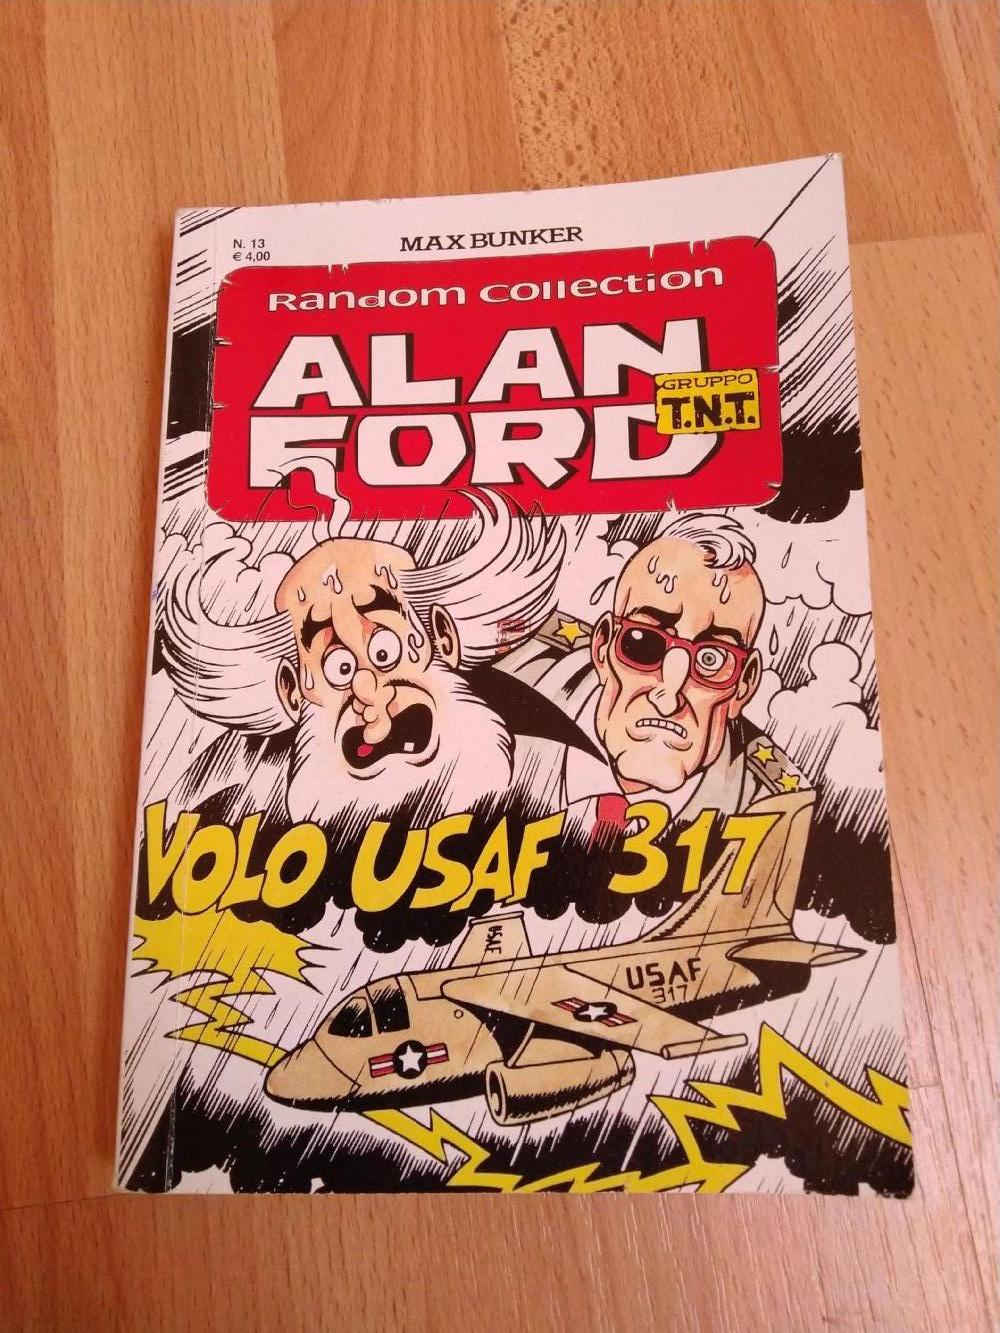 N. 13
€ 4,00
MAX BUNKER
Random Collection
ALAN
FORD
GRUPPO
T.N.T.
VOLO USAF 317
USAF
USAF
317